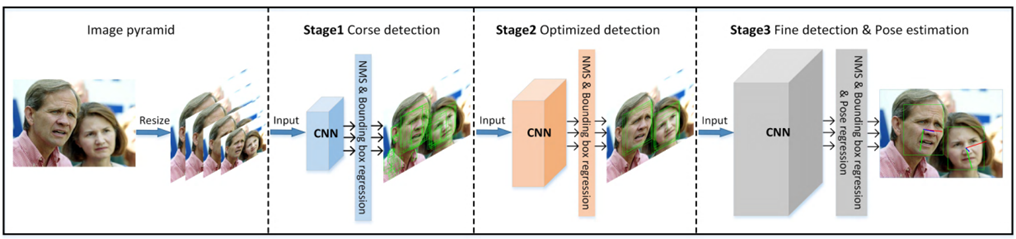 Image pyramid
Resize
Stage1 Corse detection
Input
CNN
NMS & Bounding box regression
Stage2 Optimized detection
Input
CNN
NMS & Bounding box regression
Stage3 Fine detection & Pose estimation
Input
CNN
NMS & Bounding box regression
& Pose regression